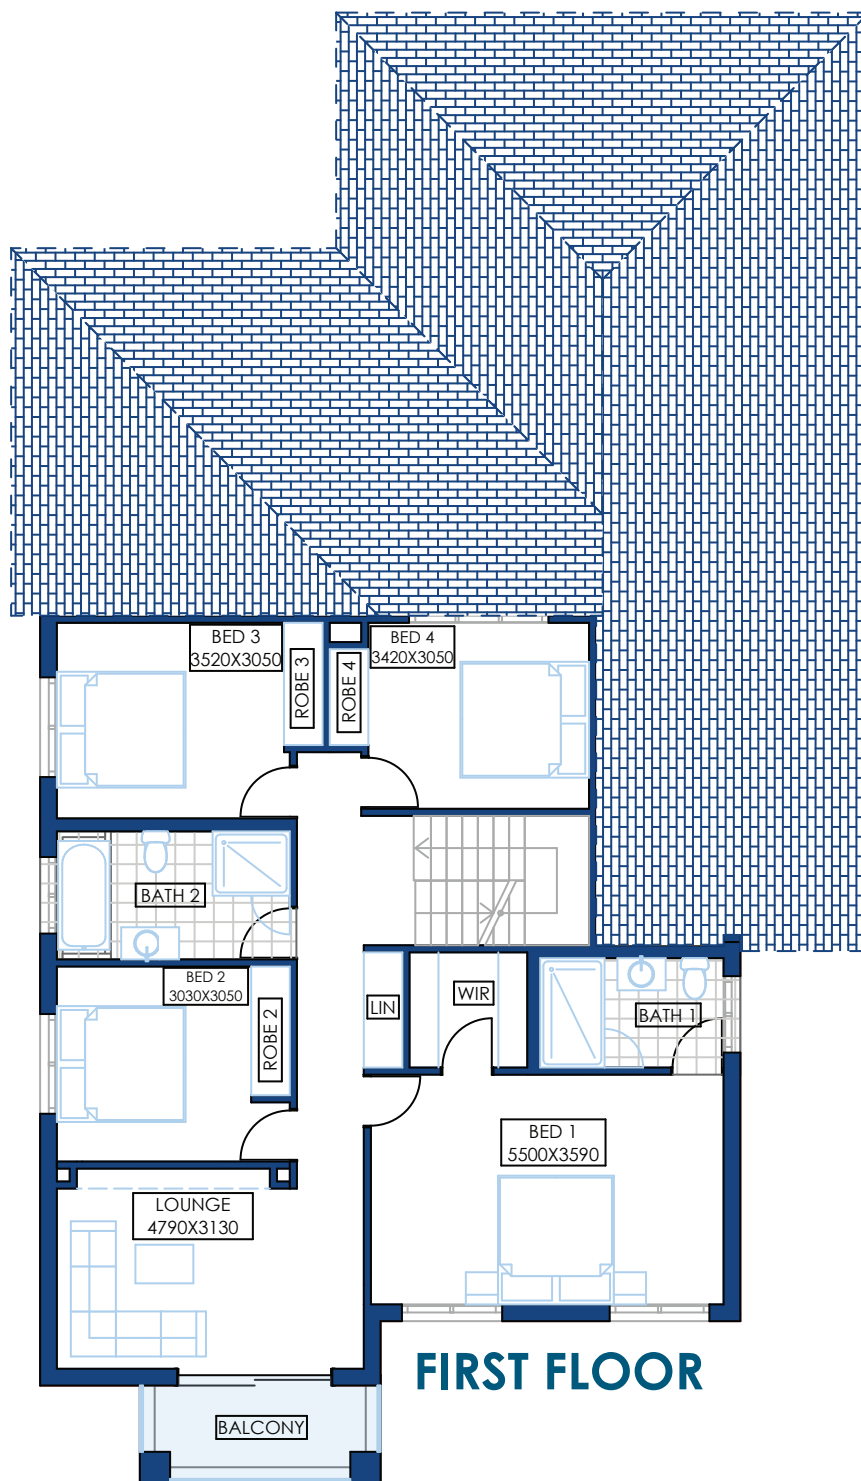 BED 3
3520X3050
BED 4
3420X3050
ROBE 3
ROBE 4
BATH 2
BED 2
3030X3050
ROBE 2
LIN
WIR
BATH 1
BED 1
5500X3590
LOUNGE
4790X3130
FIRST FLOOR
BALCONY